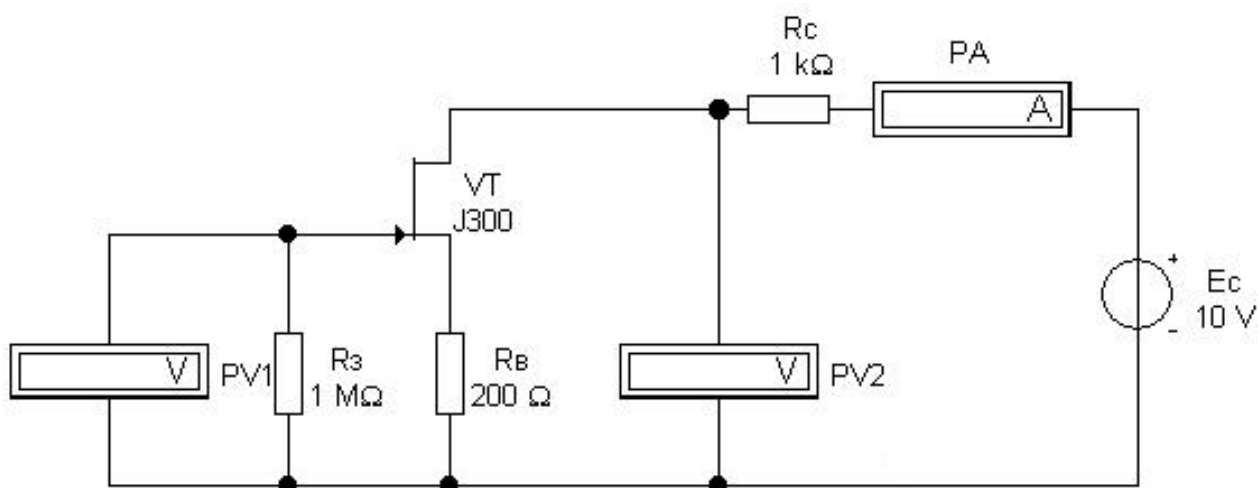 Rc
1 kΩ
PA
A
VT
J300
Ec
10 V
+
-
V
PV1
Rз
1 MΩ
Rв
200 Ω
V
PV2